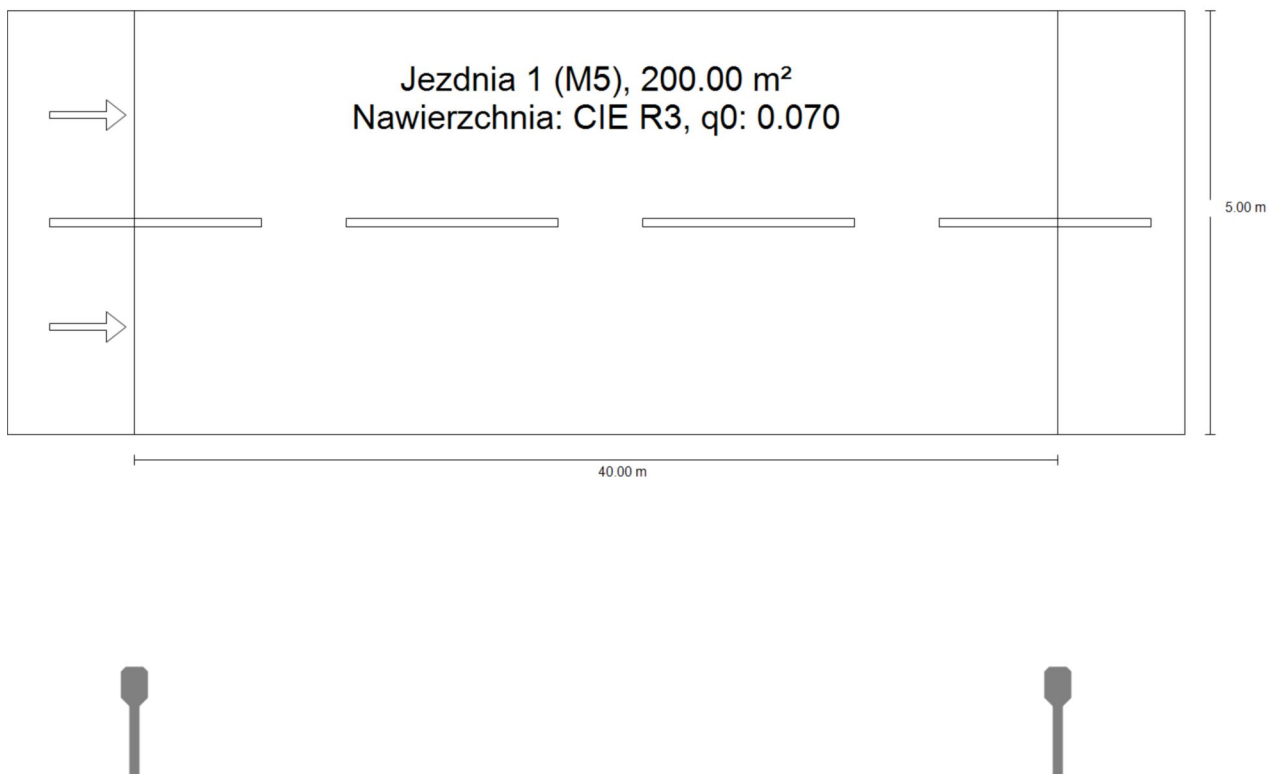 Jezdnia 1 (M5), 200.00 m²
Nawierzchnia: CIE R3, q0: 0.070
5.00 m
40.00 m